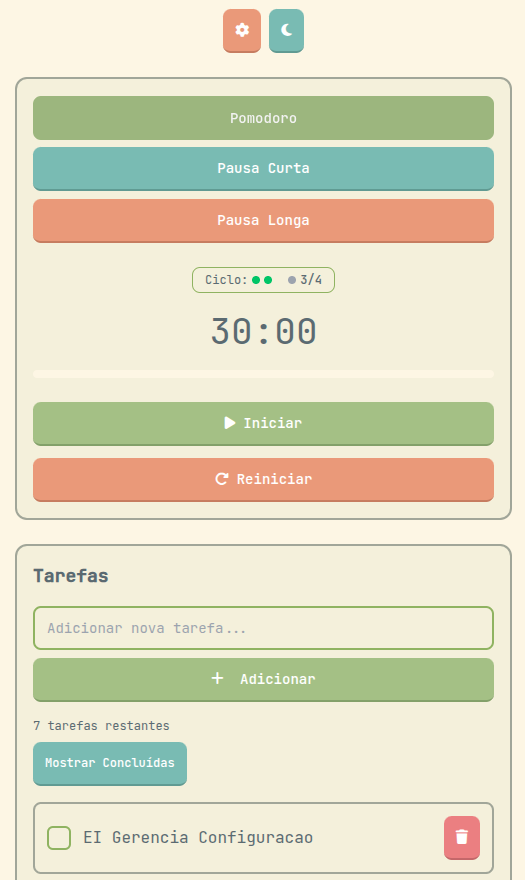 Pomodoro
Pausa Curta
Pausa Longa
Ciclo: 3/4
30:00
Iniciar
Reiniciar
Tarefas
Adicionar nova tarefa...
+ Adicionar
7 tarefas restantes
Mostrar Concluidas
EI Gerencia Configuracao